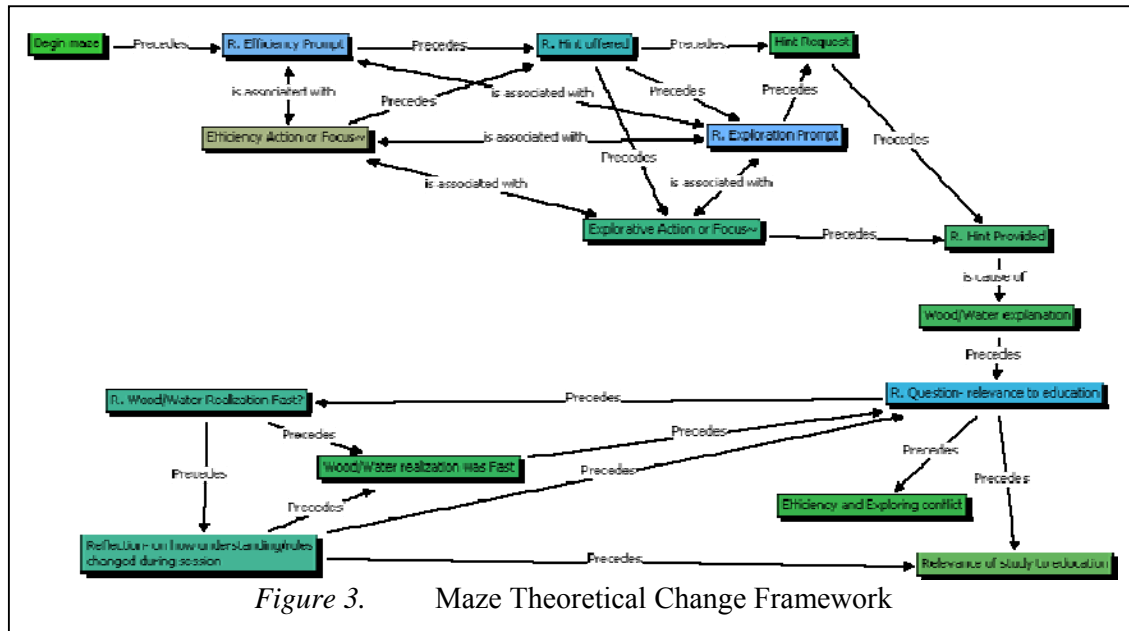 Begin maze
Precedes
R. Efficiency Prompt
Precedes
R. Hint offered
Precedes
Hint Request
is associated with
Precedes
is associated with
Precedes
Precedes
Efficiency Action or Focus~
is associated with
R. Exploration Prompt
Precedes
Precedes
is associated with
is associated with
Explorative Action or Focus~
Precedes
R. Hint Provided
is cause of
Wood/Water explanation
Precedes
R. Wood/Water Realization Fast?
Precedes
R. Question- relevance to education
Precedes
Precedes
Wood/Water realization was Fast
Precedes
Precedes
Precedes
Precedes
Precedes
Efficiency and Exploring conflict
Reflection- on how understanding/rules
changed during session
Precedes
Relevance of study to education
Figure 3. Maze Theoretical Change Framework